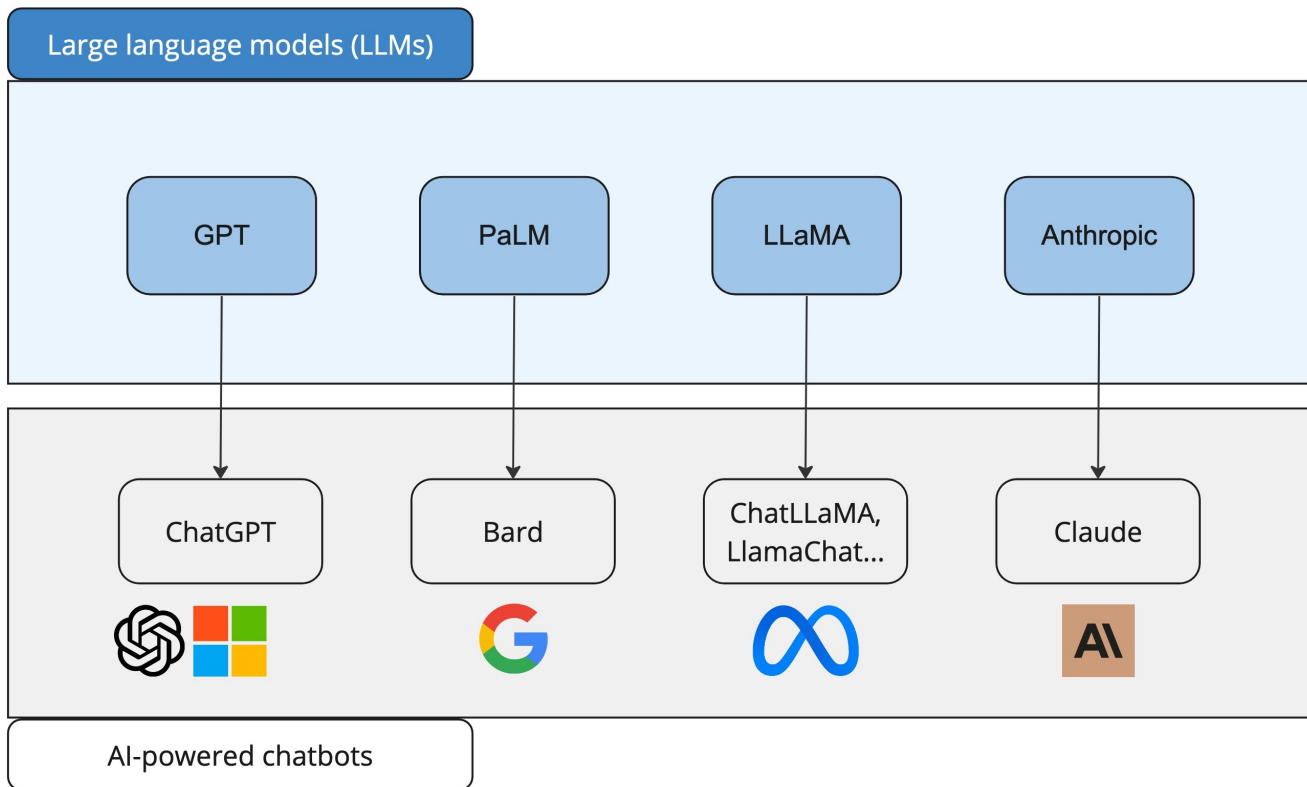 Large language models (LLMs)
GPT
PaLM
LLaMA
Anthropic
ChatGPT
Bard
ChatLLaMA,
LlamaChat...
Claude
AI-powered chatbots